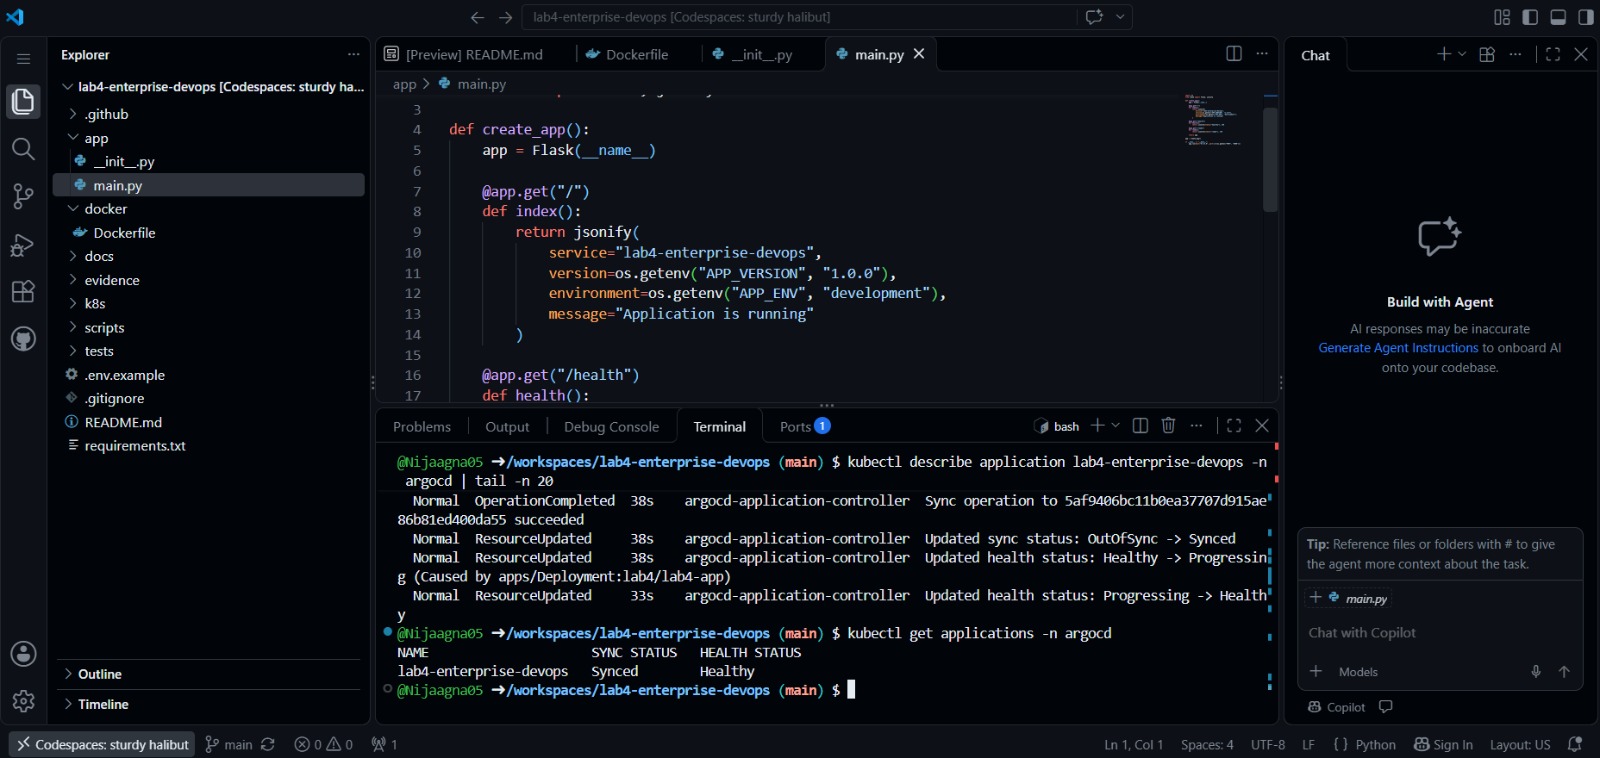 lab4-enterprise-devops [Codespaces: sturdy halibut]
Explorer
lab4-enterprise-devops [Codespaces: sturdy ha...
.github
app
__init__.py
main.py
docker
Dockerfile
docs
evidence
k8s
scripts
tests
.env.example
.gitignore
README.md
requirements.txt
Outline
Timeline
[Preview] README.md
Dockerfile
__init__.py
main.py
app > main.py
3
4 def create_app():
5 app = Flask(__name__)
6
7 @app.get("/")
8 def index():
9 return jsonify(
10 service="lab4-enterprise-devops",
11 version=os.getenv("APP_VERSION", "1.0.0"),
12 environment=os.getenv("APP_ENV", "development"),
13 message="Application is running"
14 )
15
16 @app.get("/health")
17 def health():
Problems
Output
Debug Console
Terminal
Ports 1
bash
@Nijaagna05 ➜/workspaces/lab4-enterprise-devops (main) $ kubectl describe application lab4-enterprise-devops -n
argocd | tail -n 20
Normal OperationCompleted 38s argocd-application-controller Sync operation to 5af9406bc11b0ea37707d915ae
86b81ed400da55 succeeded
Normal ResourceUpdated 38s argocd-application-controller Updated sync status: OutOfSync -> Synced
Normal ResourceUpdated 38s argocd-application-controller Updated health status: Healthy -> Progressin
g (Caused by apps/Deployment:lab4/lab4-app)
Normal ResourceUpdated 33s argocd-application-controller Updated health status: Progressing -> Health
y
@Nijaagna05 ➜/workspaces/lab4-enterprise-devops (main) $ kubectl get applications -n argocd
NAME SYNC STATUS HEALTH STATUS
lab4-enterprise-devops Synced Healthy
@Nijaagna05 ➜/workspaces/lab4-enterprise-devops (main) $
Chat
Build with Agent
AI responses may be inaccurate
Generate Agent Instructions to onboard AI
onto your codebase.
Tip: Reference files or folders with # to give
the agent more context about the task.
main.py
Chat with Copilot
Models
Copilot
Codespaces: sturdy halibut
main
0
0
1
Ln 1, Col 1
Spaces: 4
UTF-8
LF
{ } Python
Sign In
Layout: US